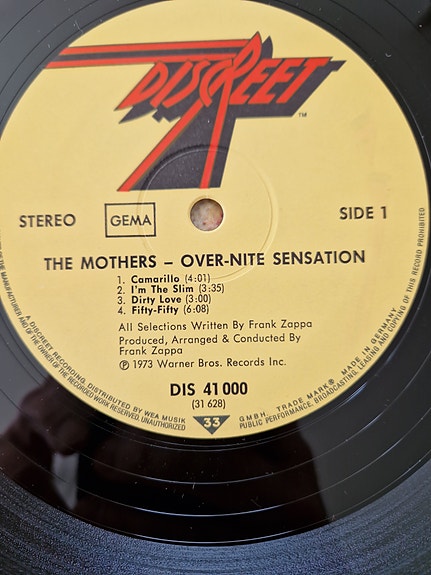 DISCREET
TM
STEREO
GEMA
SIDE 1
THE MOTHERS – OVER-NITE SENSATION
1. Camarillo (4:01)
2. I'm The Slim (3:35)
3. Dirty Love (3:00)
4. Fifty-Fifty (6:08)
All Selections Written By Frank Zappa
Produced, Arranged & Conducted By
Frank Zappa
Ⓟ 1973 Warner Bros. Records Inc.
DIS 41 000
(31 628)
33
OF THE MANUFACTURER AND OF THE OWNER OF THE RECORDED WORK RESERVED. UNAUTHORIZED
PUBLIC PERFORMANCE, BROADCASTING, LEASING AND COPYING OF THIS RECORD PROHIBITED
A DISCREET RECORDING, DISTRIBUTED BY WEA MUSIK
GMBH. TRADE MARK® MADE IN GERMANY